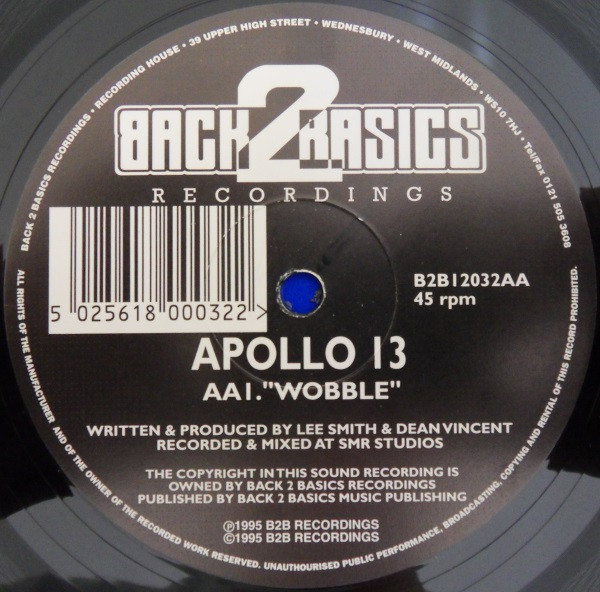 BACK 2 BASICS RECORDINGS • RECORDING HOUSE • 39 UPPER HIGH STREET • WEDNESBURY • WEST MIDLANDS • WS10 7HJ • Tel/Fax 0121 505 3608
BACK 2 BASICS
RECORDINGS
5 025618 000322 >
B2B12032AA
45 rpm
APOLLO 13
AA1."WOBBLE"
WRITTEN & PRODUCED BY LEE SMITH & DEAN VINCENT
RECORDED & MIXED AT SMR STUDIOS
THE COPYRIGHT IN THIS SOUND RECORDING IS
OWNED BY BACK 2 BASICS RECORDINGS
PUBLISHED BY BACK 2 BASICS MUSIC PUBLISHING
℗1995 B2B RECORDINGS
©1995 B2B RECORDINGS
ALL RIGHTS OF THE MANUFACTURER AND OF THE OWNER OF THE RECORDED WORK RESERVED. UNAUTHORISED PUBLIC PERFORMANCE, BROADCASTING, COPYING AND RENTAL OF THIS RECORD PROHIBITED.